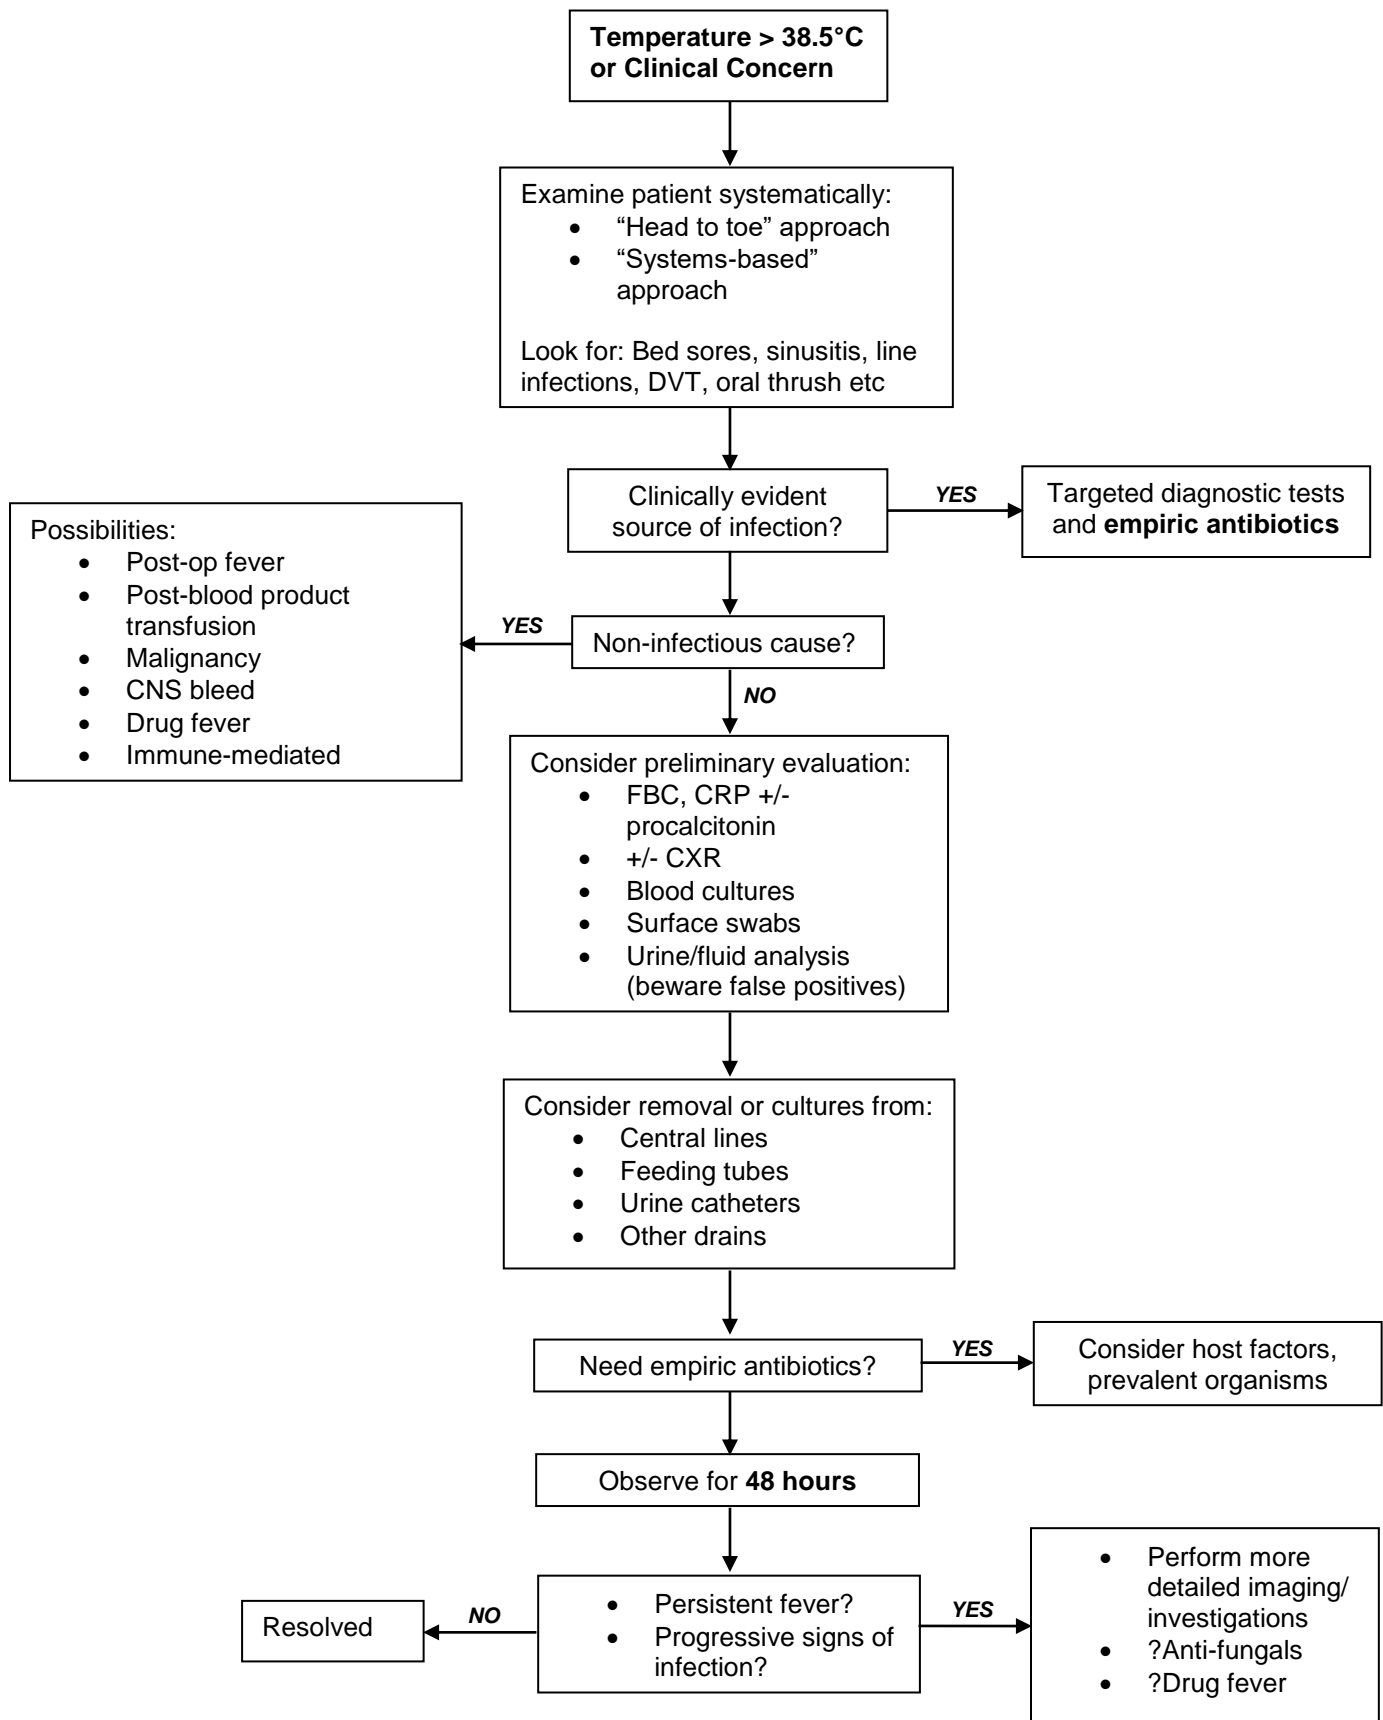 Temperature > 38.5°C
or Clinical Concern
Examine patient systematically:
• “Head to toe” approach
• “Systems-based”
approach
Look for: Bed sores, sinusitis, line
infections, DVT, oral thrush etc
Clinically evident
source of infection?
YES
Targeted diagnostic tests
and empiric antibiotics
Non-infectious cause?
YES
Possibilities:
• Post-op fever
• Post-blood product
transfusion
• Malignancy
• CNS bleed
• Drug fever
• Immune-mediated
NO
Consider preliminary evaluation:
• FBC, CRP +/-
procalcitonin
• +/- CXR
• Blood cultures
• Surface swabs
• Urine/fluid analysis
(beware false positives)
Consider removal or cultures from:
• Central lines
• Feeding tubes
• Urine catheters
• Other drains
Need empiric antibiotics?
YES
Consider host factors,
prevalent organisms
Observe for 48 hours
• Persistent fever?
• Progressive signs of
infection?
NO
Resolved
YES
• Perform more
detailed imaging/
investigations
• ?Anti-fungals
• ?Drug fever